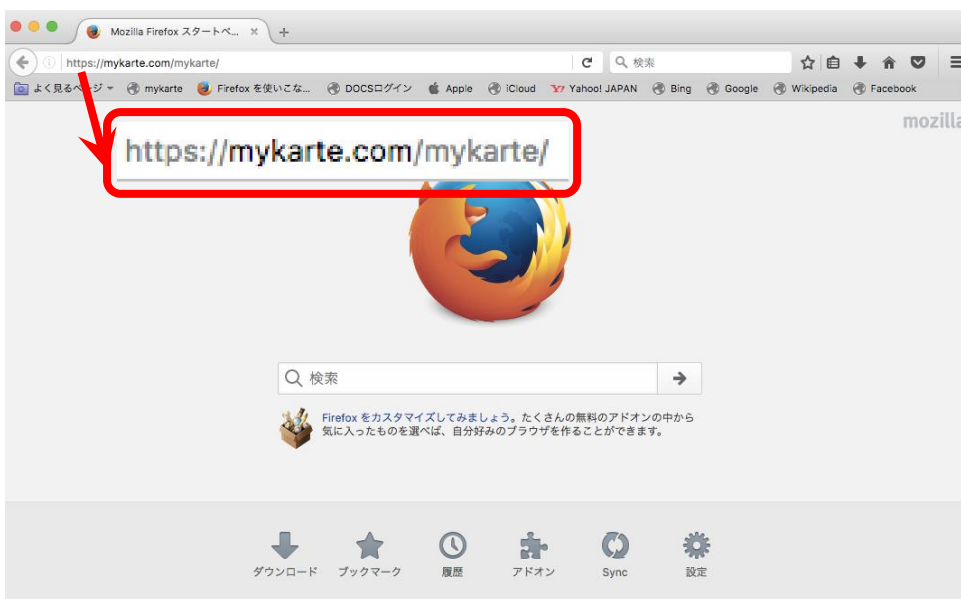 Mozilla Firefox スタートペ...
https://mykarte.com/mykarte/
検索
よく見るページ
mykarte
Firefox を使いこな...
DOCSログイン
Apple
iCloud
Yahoo! JAPAN
Bing
Google
Wikipedia
Facebook
mozilla
https://mykarte.com/mykarte/
検索
Firefox をカスタマイズしてみましょう。たくさんの無料のアドオンの中から
気に入ったものを選べば、自分好みのブラウザを作ることができます。
ダウンロード
ブックマーク
履歴
アドオン
Sync
設定